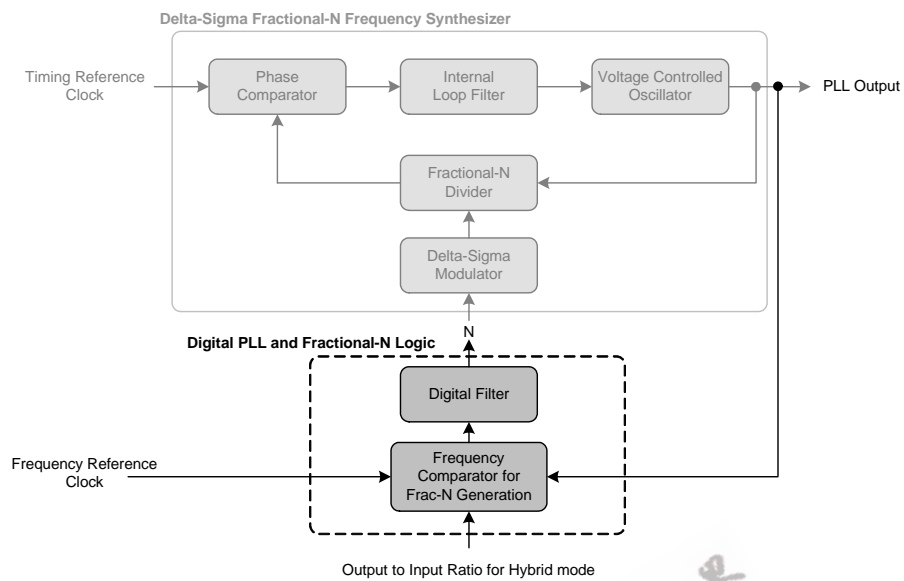 Delta-Sigma Fractional-N Frequency Synthesizer
Timing Reference
Clock
Phase
Comparator
Internal
Loop Filter
Voltage Controlled
Oscillator
PLL Output
Fractional-N
Divider
Delta-Sigma
Modulator
N
Digital PLL and Fractional-N Logic
Digital Filter
Frequency Reference
Clock
Frequency
Comparator for
Frac-N Generation
Output to Input Ratio for Hybrid mode